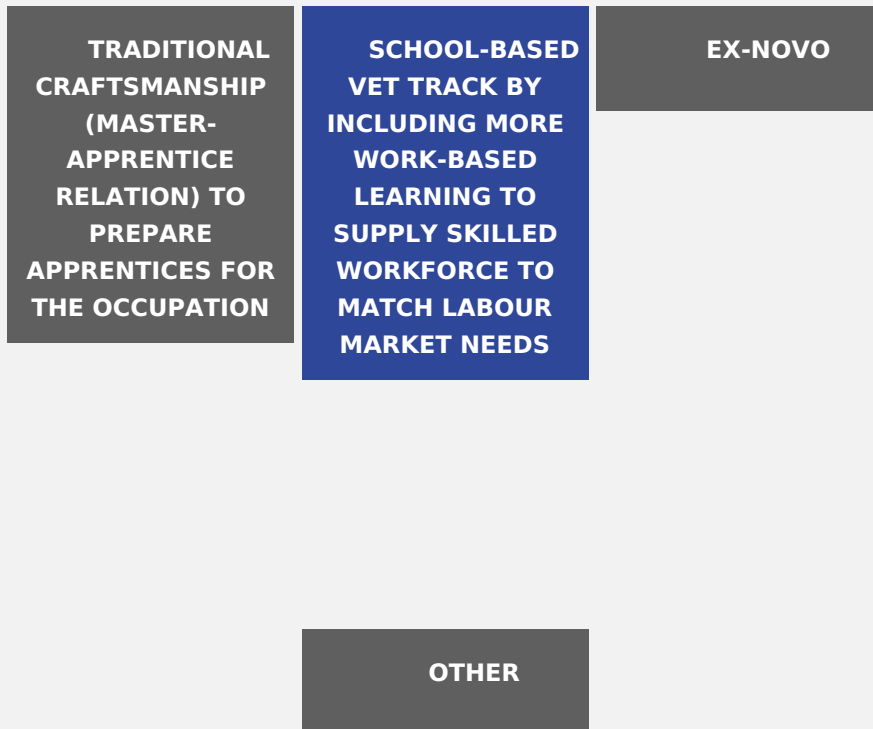 TRADITIONAL
CRAFTSMANSHIP
(MASTER-
APPRENTICE
RELATION) TO
PREPARE
APPRENTICES FOR
THE OCCUPATION
SCHOOL-BASED
VET TRACK BY
INCLUDING MORE
WORK-BASED
LEARNING TO
SUPPLY SKILLED
WORKFORCE TO
MATCH LABOUR
MARKET NEEDS
EX-NOVO
OTHER